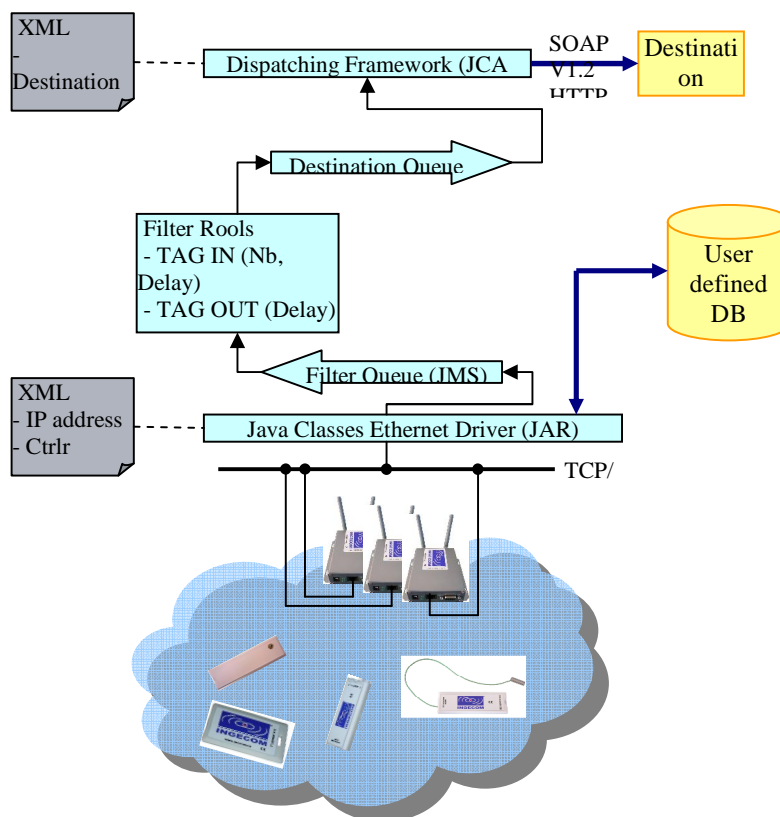 XML
-
Destination
Dispatching Framework (JCA
SOAP
V1.2
HTTP
Destinati
on
Destination Queue
Filter Rools
- TAG IN (Nb,
Delay)
- TAG OUT (Delay)
User
defined
DB
Filter Queue (JMS)
XML
- IP address
- Ctrlr
Java Classes Ethernet Driver (JAR)
TCP/
INGECOM
INGECOM